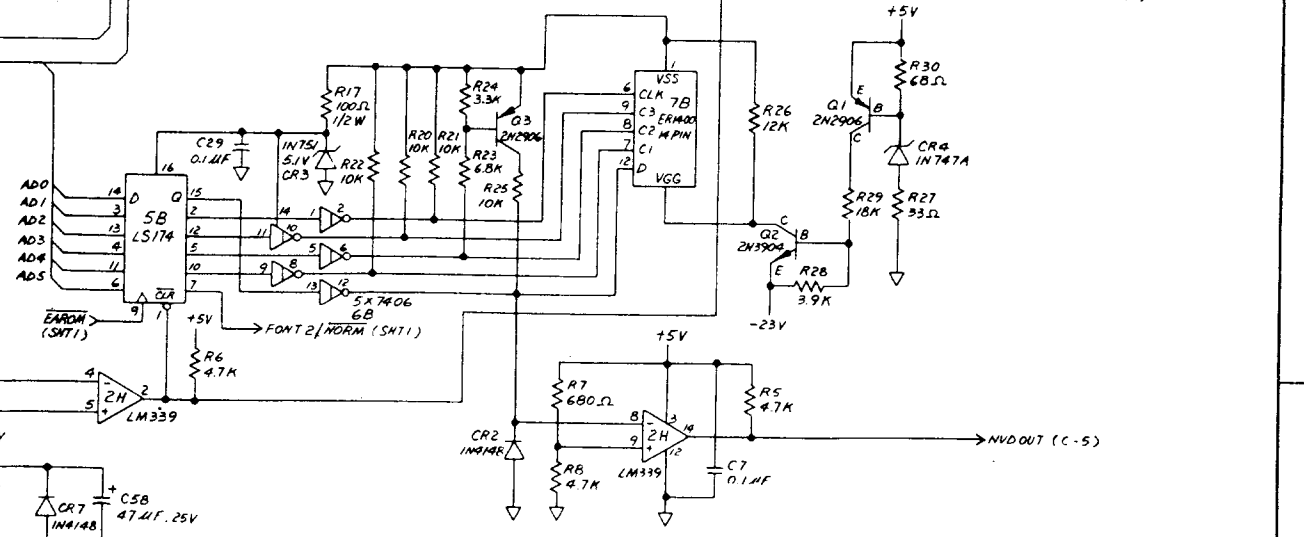 +5V
R30
68Ω
E
Q1
B
2N2906
C
CR4
1N747A
R29
18K
R27
33Ω
R26
12K
1
VSS
6 CLK
7B
9 C3
ER1400
8 C2
14 PIN
7 C1
12 D
VGG
R17
100Ω
1/2 W
R24
3.3K
Q3
2N2906
R20
10K
R21
10K
R22
10K
R23
6.8K
R25
10K
C29
0.1µF
1N751
5.1V
CR3
16
AD0 14 D Q 15
AD1 3 2
AD2 13 12
AD3 4 5
AD4 11 10
AD5 6 7
5B
LS174
CLR
9
1
EAROM
(SHT1)
14
1 2
11 10
5 6
9 8
13 12
5 X 7406
6B
FONT 2/NORM (SHT1)
C
Q2
B
2N3904
E
R28
3.9K
-23V
+5V
R6
4.7K
4 -
2H 2
5 +
LM339
+5V
R7
680Ω
R5
4.7K
3
8 -
2H 14
9 +
12
LM339
CR2
1N4148
R8
4.7K
C7
0.1µF
NVDOUT (C-5)
CR7
1N4148
+
C58
47µF, 25V